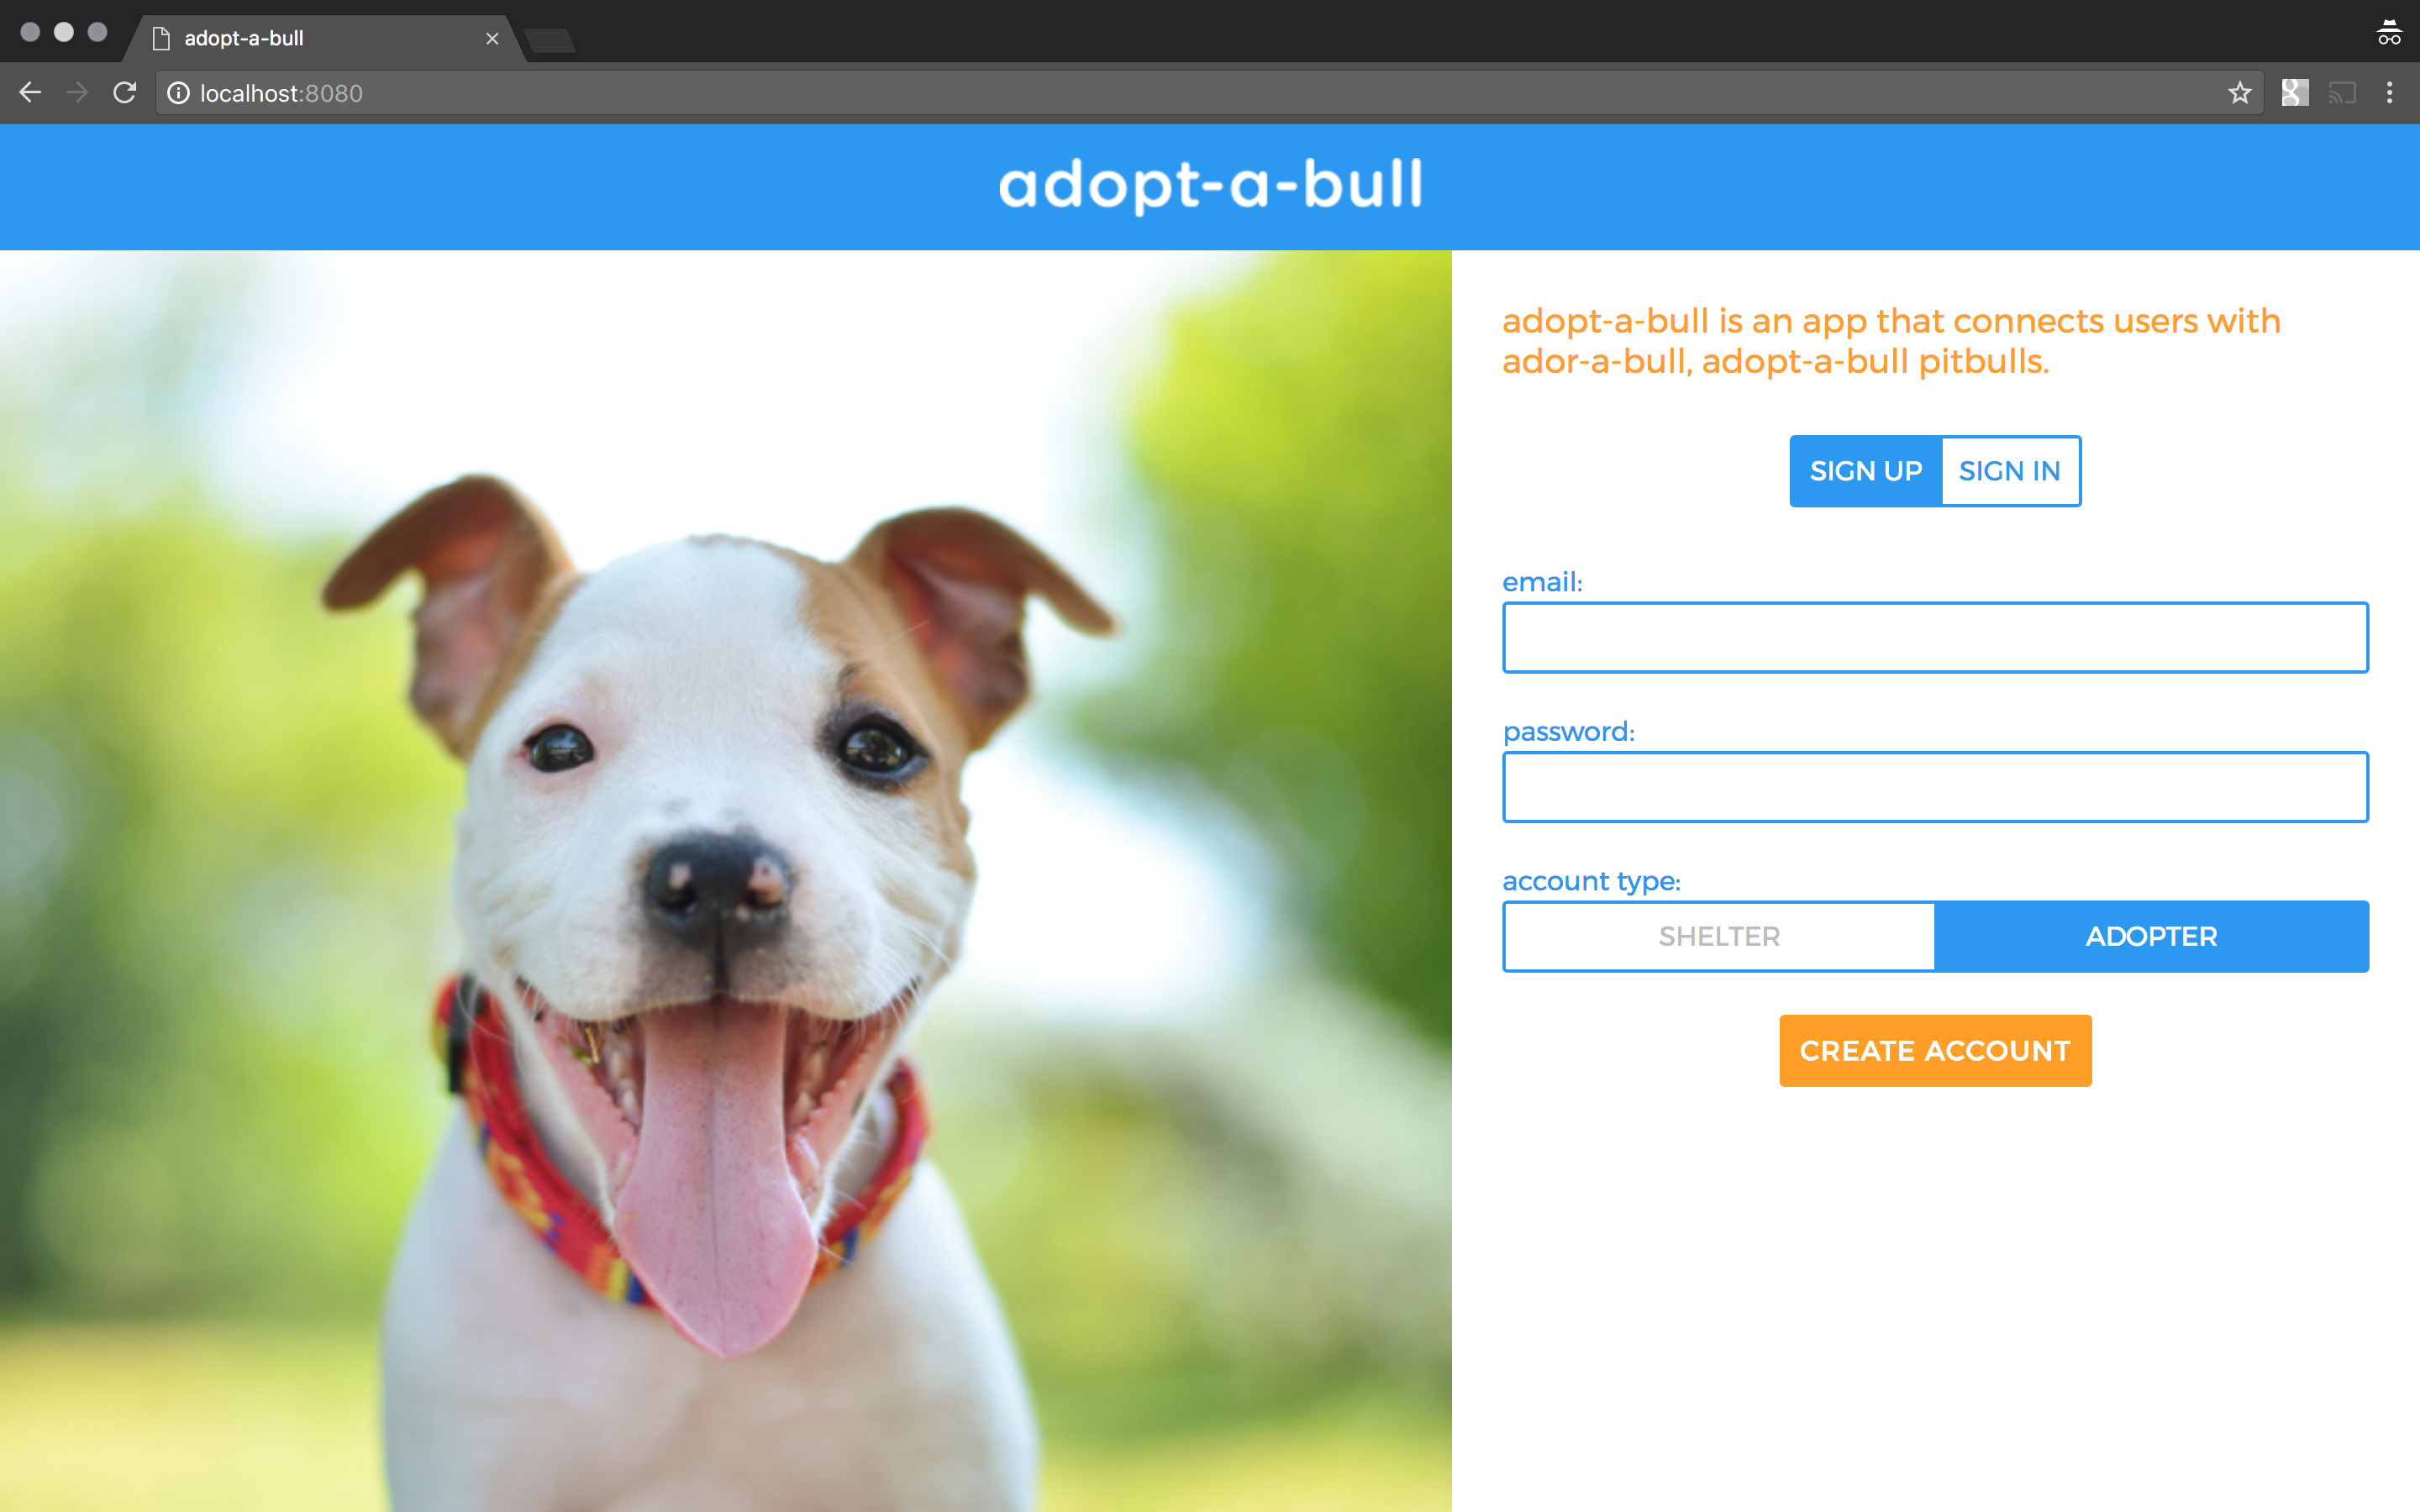 adopt-a-bull
localhost:8080
adopt-a-bull
adopt-a-bull is an app that connects users with
ador-a-bull, adopt-a-bull pitbulls.
SIGN UP SIGN IN
email:
password:
account type:
SHELTER ADOPTER
CREATE ACCOUNT